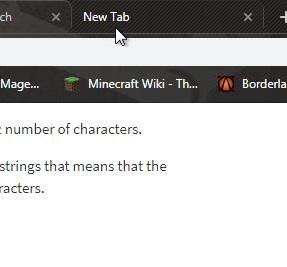 ch New Tab
Mage... Minecraft Wiki - Th... Borderla
number of characters.
strings that means that the
racters.